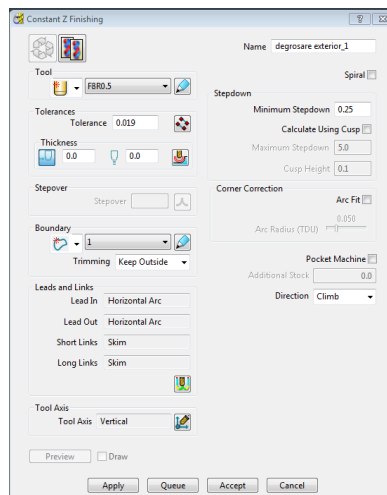 Constant Z Finishing
Name degrosare exterior_1
Tool
F8R0.5
Spiral
Stepdown
Minimum Stepdown 0.25
Tolerances
Tolerance 0.019
Calculate Using Cusp
Thickness
0.0 0.0
Maximum Stepdown 5.0
Cusp Height 0.1
Stepover
Stepover
Corner Correction
Arc Fit
0.050
Arc Radius (TDU)
Boundary
1
Trimming Keep Outside
Pocket Machine
Additional Stock 0.0
Direction Climb
Leads and Links
Lead In Horizontal Arc
Lead Out Horizontal Arc
Short Links Skim
Long Links Skim
Tool Axis
Tool Axis Vertical
Preview Draw
Apply Queue Accept Cancel